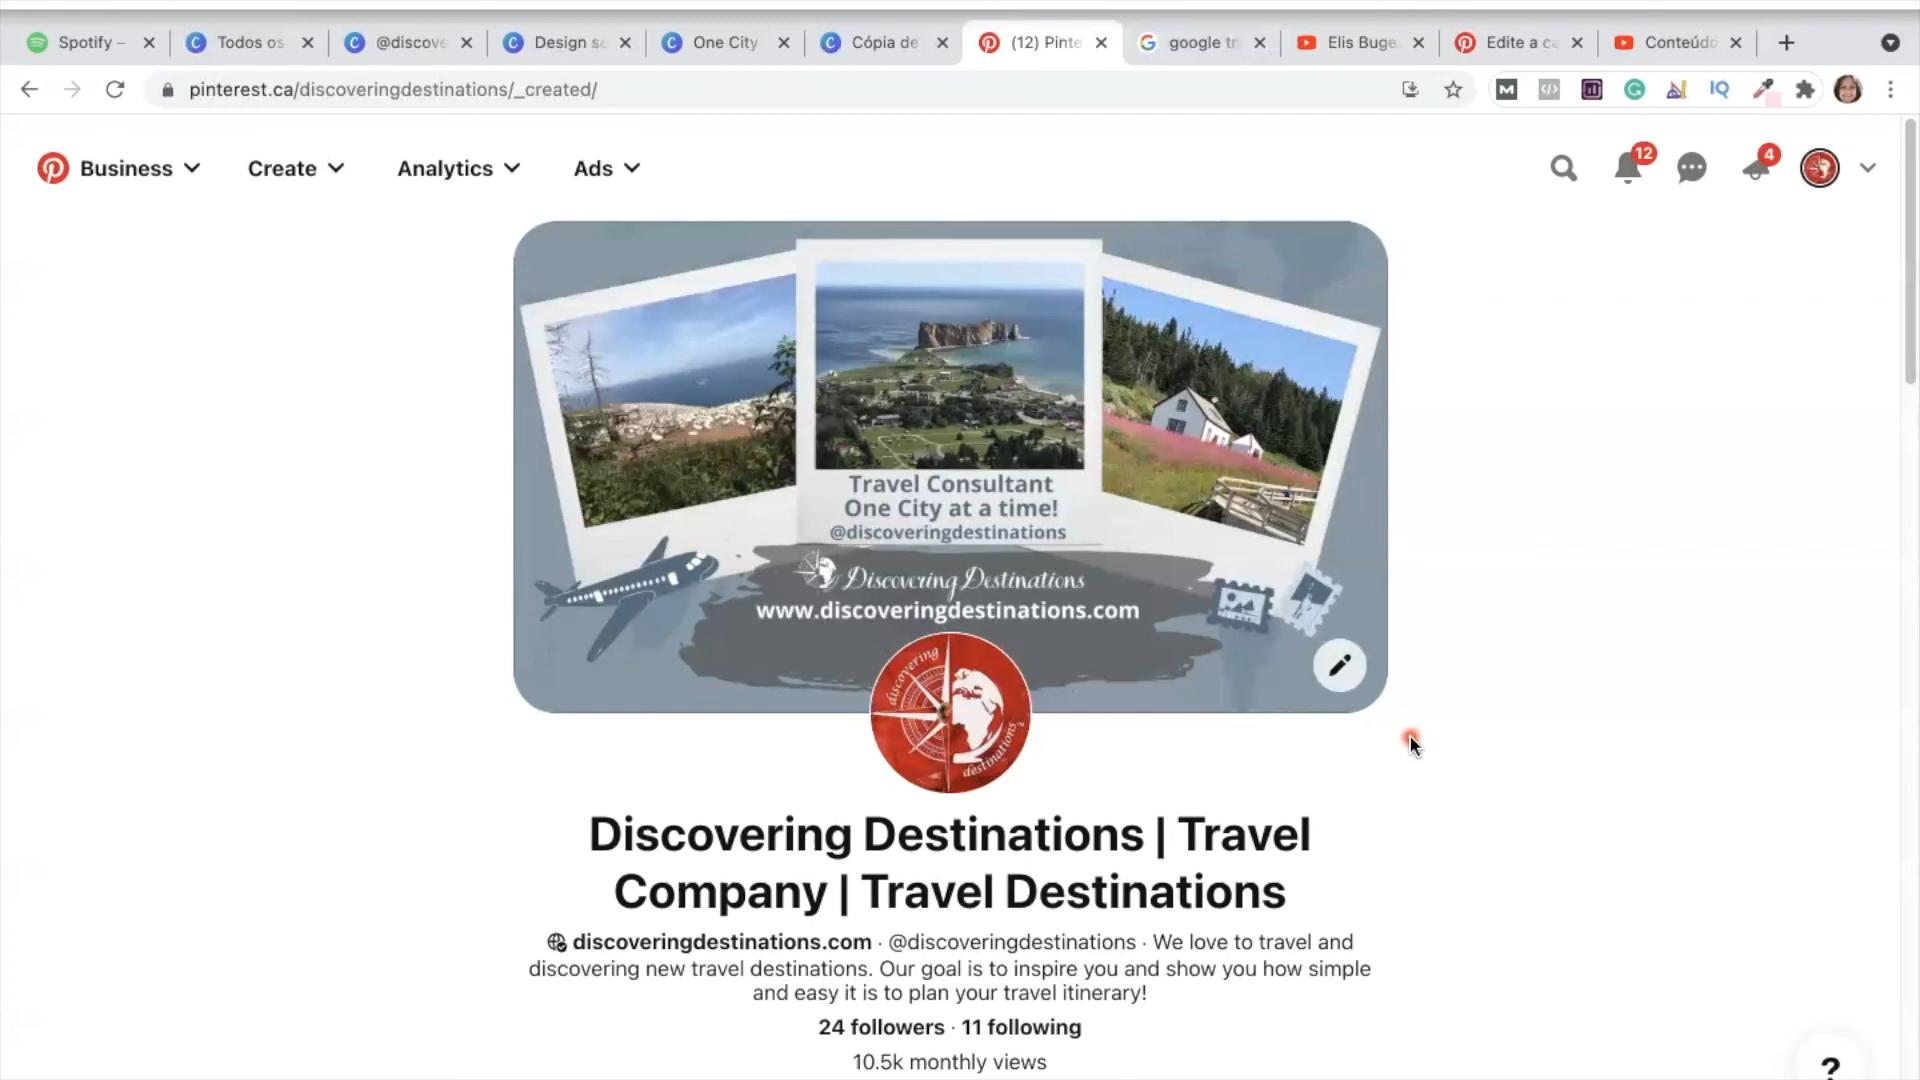 Spotify –
Todos os
@discove
Design se
One City
Cópia de
(12) Pinte
google tr
Elis Buge
Edite a ca
Conteúdo
pinterest.ca/discoveringdestinations/_created/
Business
Create
Analytics
Ads
12
4
Travel Consultant
One City at a time!
@discoveringdestinations
Discovering Destinations
www.discoveringdestinations.com
discovering
destinations™
Discovering Destinations | Travel
Company | Travel Destinations
discoveringdestinations.com · @discoveringdestinations · We love to travel and
discovering new travel destinations. Our goal is to inspire you and show you how simple
and easy it is to plan your travel itinerary!
24 followers · 11 following
10.5k monthly views
?